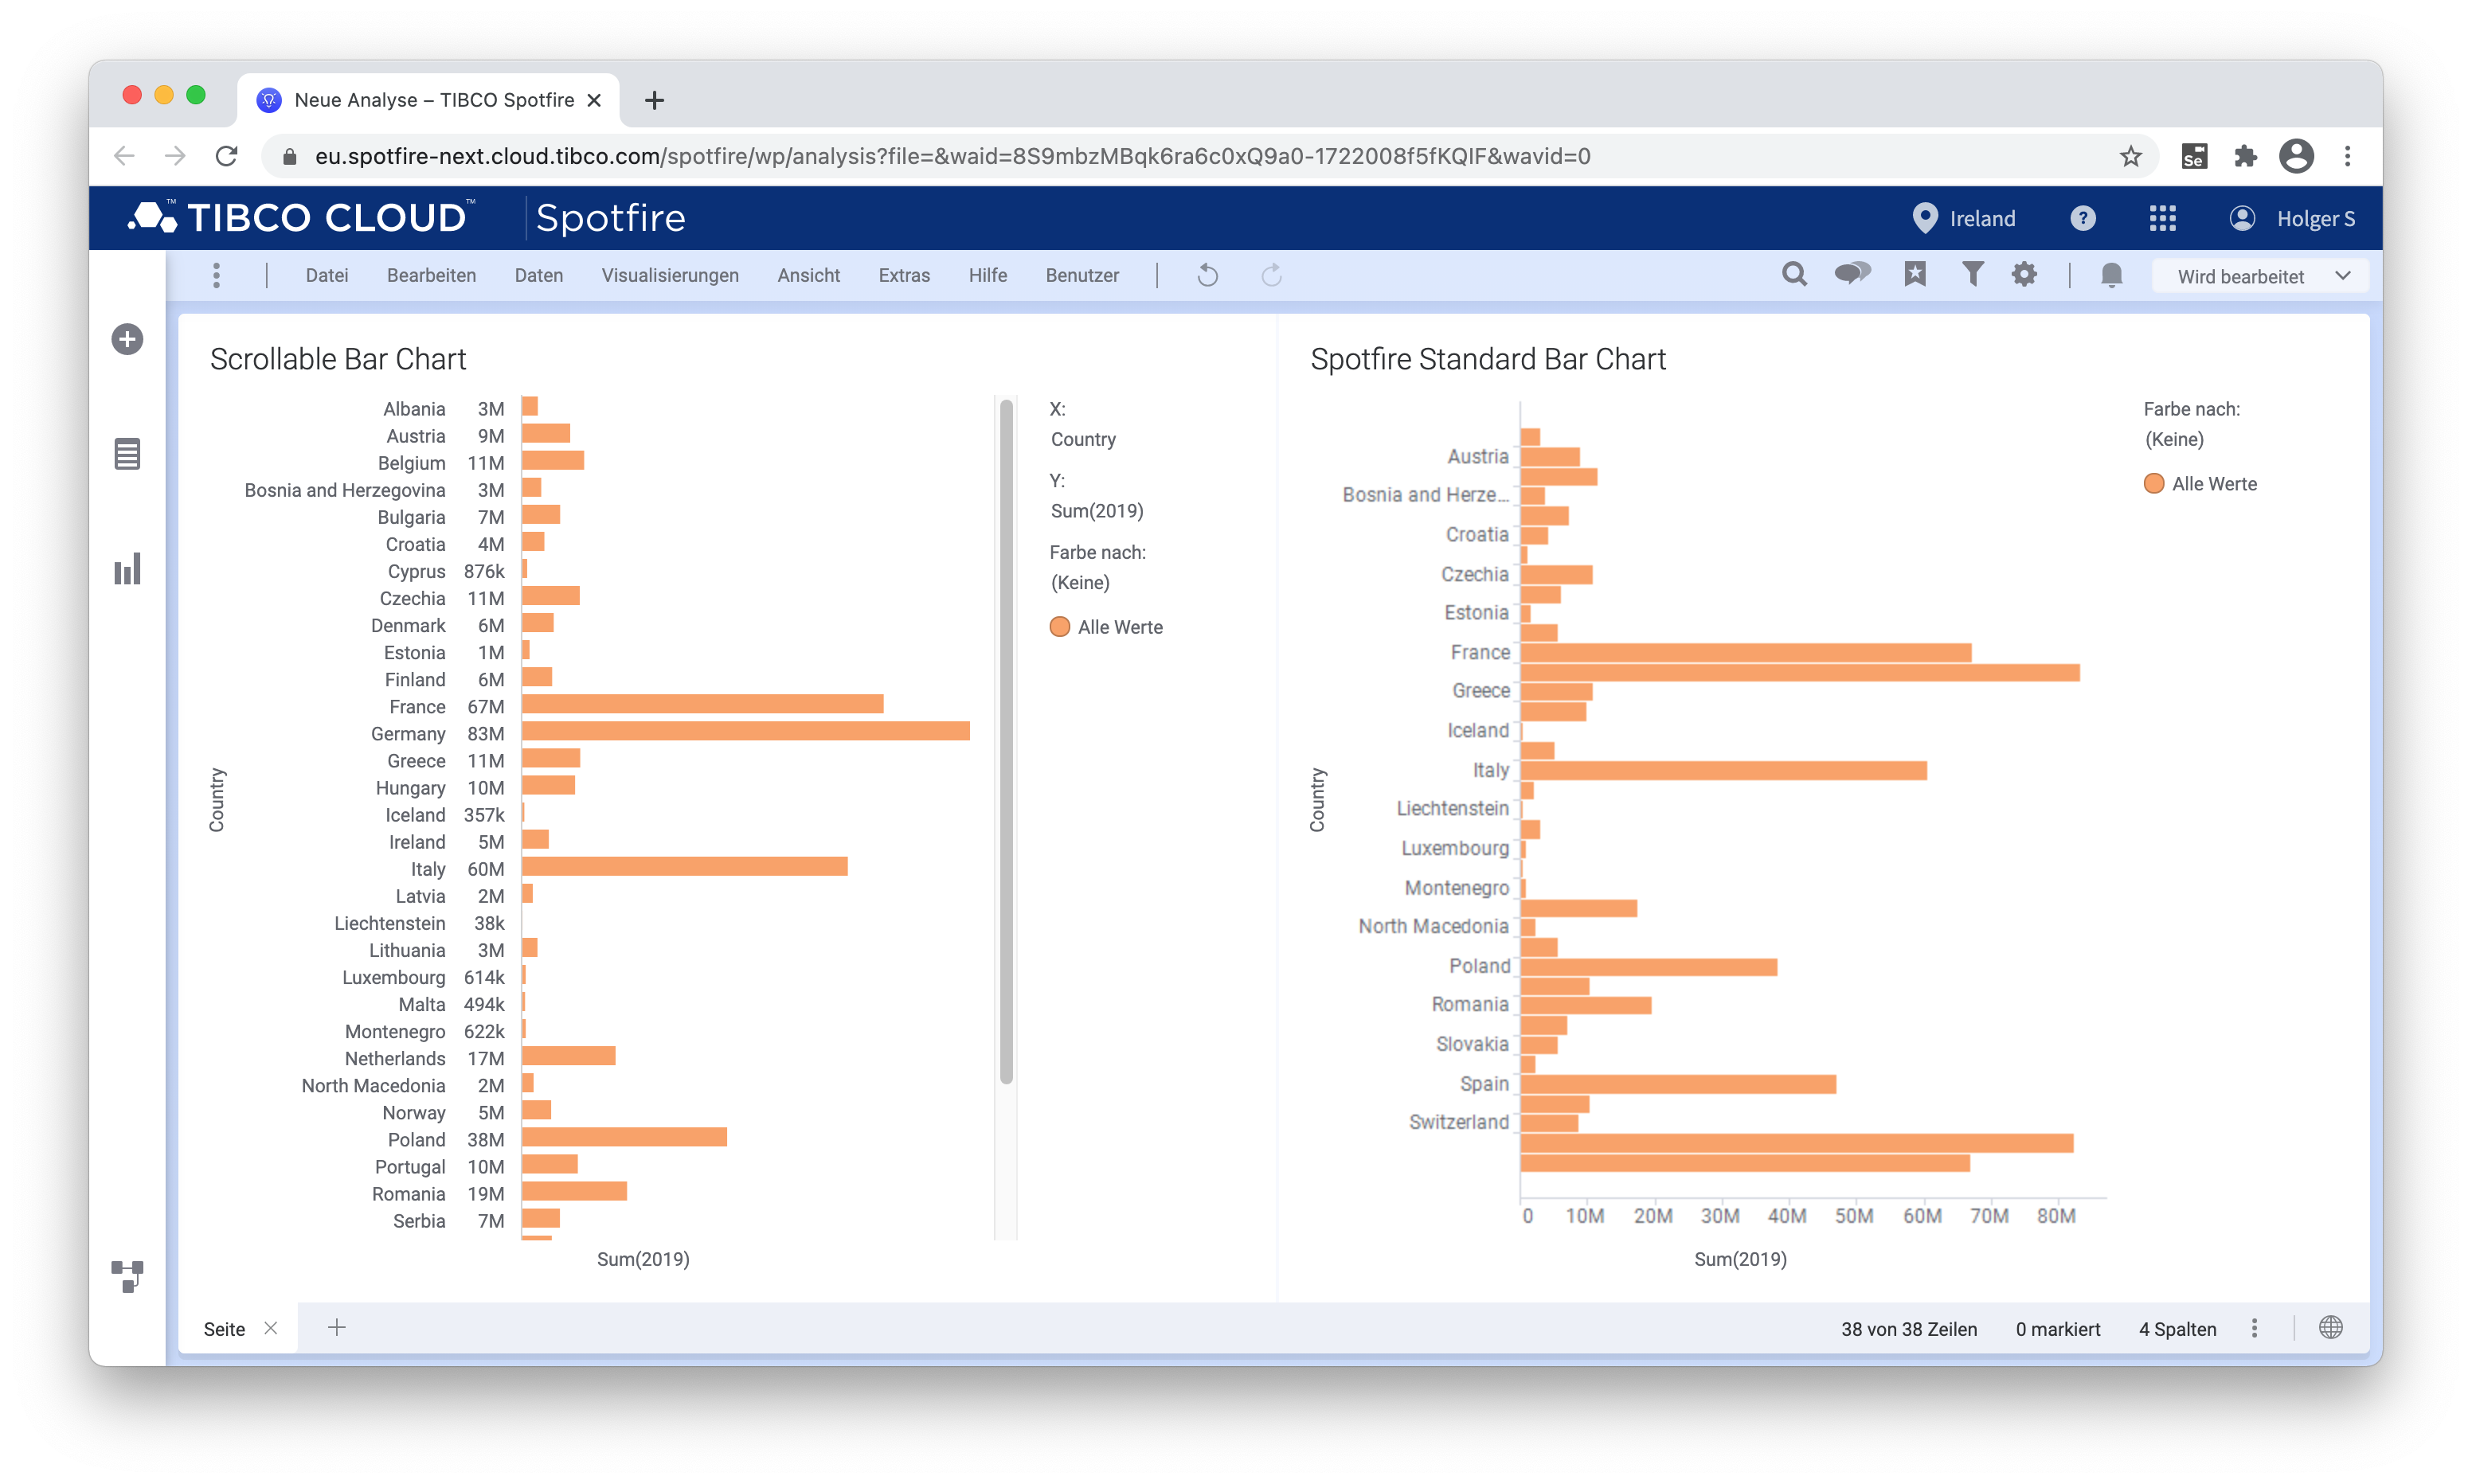 Neue Analyse – TIBCO Spotfire
eu.spotfire-next.cloud.tibco.com/spotfire/wp/analysis?file=&waid=8S9mbzMBqk6ra6c0xQ9a0-1722008f5fKQIF&wavid=0
Se
TIBCO CLOUD™ Spotfire
Ireland
?
Holger S
Datei Bearbeiten Daten Visualisierungen Ansicht Extras Hilfe Benutzer
Wird bearbeitet
Scrollable Bar Chart
Albania 3M
Austria 9M
Belgium 11M
Bosnia and Herzegovina 3M
Bulgaria 7M
Croatia 4M
Cyprus 876k
Czechia 11M
Denmark 6M
Estonia 1M
Finland 6M
France 67M
Germany 83M
Greece 11M
Hungary 10M
Iceland 357k
Ireland 5M
Italy 60M
Latvia 2M
Liechtenstein 38k
Lithuania 3M
Luxembourg 614k
Malta 494k
Montenegro 622k
Netherlands 17M
North Macedonia 2M
Norway 5M
Poland 38M
Portugal 10M
Romania 19M
Serbia 7M
Country
Sum(2019)
X:
Country
Y:
Sum(2019)
Farbe nach:
(Keine)
Alle Werte
Spotfire Standard Bar Chart
Austria
Bosnia and Herze...
Croatia
Czechia
Estonia
France
Greece
Iceland
Italy
Liechtenstein
Luxembourg
Montenegro
North Macedonia
Poland
Romania
Slovakia
Spain
Switzerland
Country
0 10M 20M 30M 40M 50M 60M 70M 80M
Sum(2019)
Farbe nach:
(Keine)
Alle Werte
Seite
38 von 38 Zeilen 0 markiert 4 Spalten